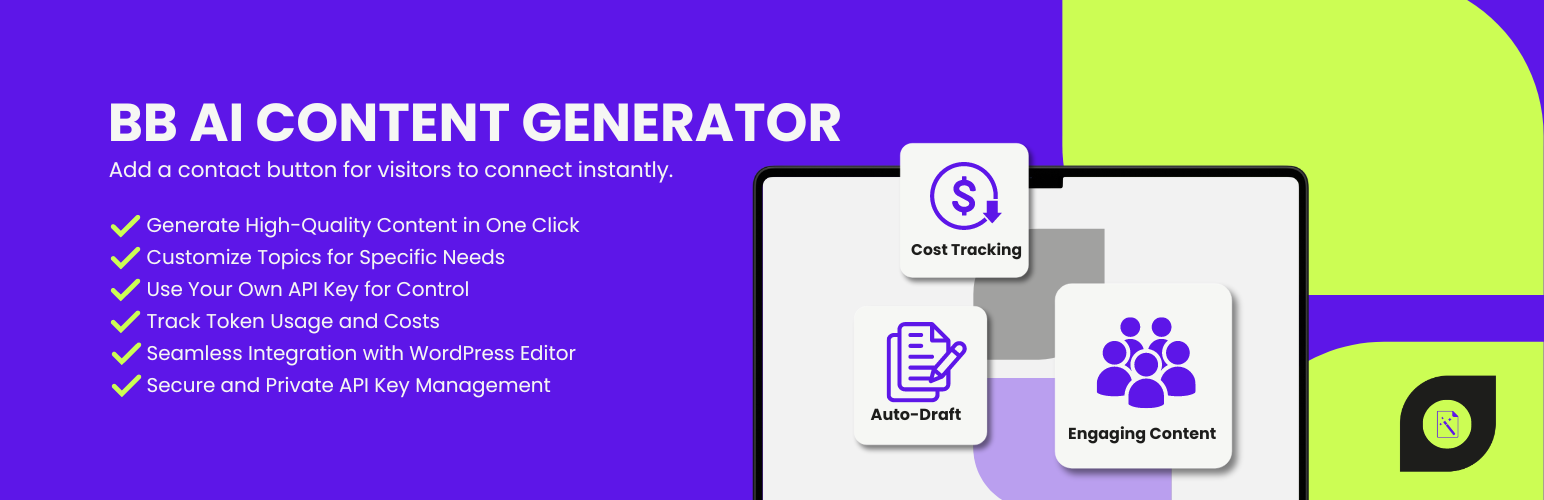 BB AI CONTENT GENERATOR
Add a contact button for visitors to connect instantly.
Generate High-Quality Content in One Click
Customize Topics for Specific Needs
Use Your Own API Key for Control
Track Token Usage and Costs
Seamless Integration with WordPress Editor
Secure and Private API Key Management
$
Cost Tracking
Auto-Draft
Engaging Content